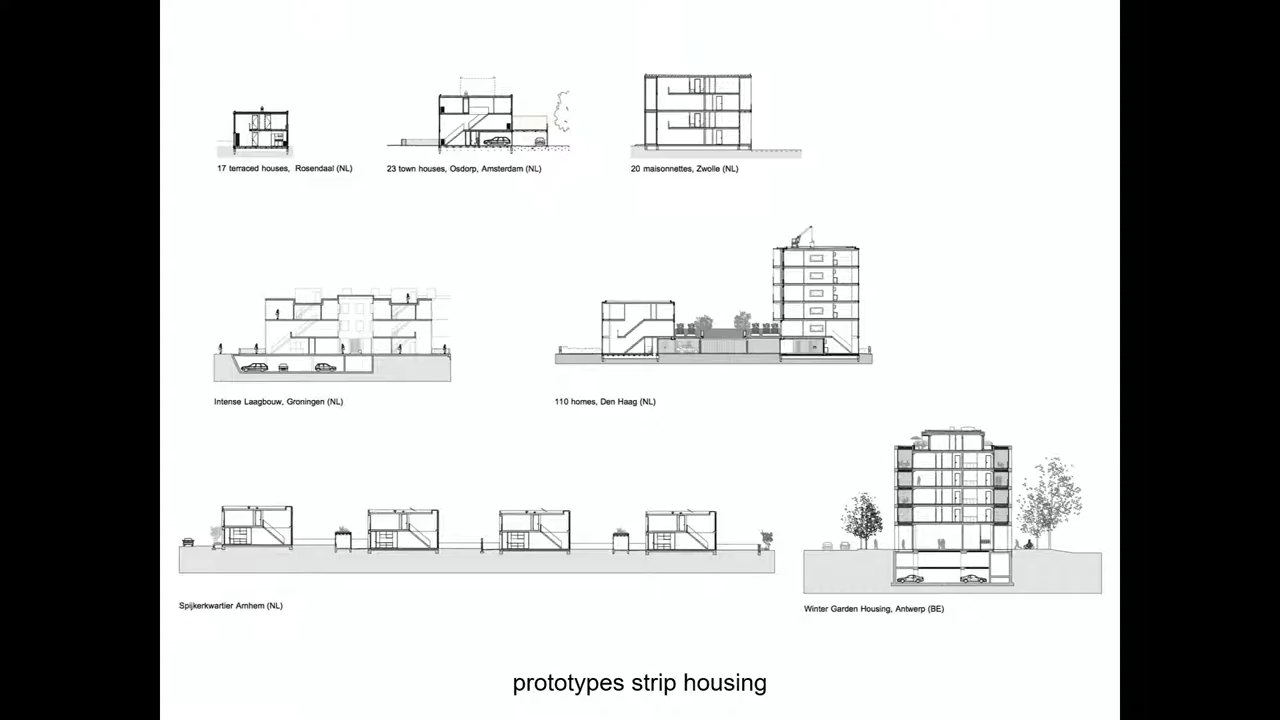 17 terraced houses, Rosendaal (NL)
23 town houses, Osdorp, Amsterdam (NL)
20 maisonnettes, Zwolle (NL)
Intense Laagbouw, Groningen (NL)
110 homes, Den Haag (NL)
Spijkerkwartier Arnhem (NL)
Winter Garden Housing, Antwerp (BE)
prototypes strip housing